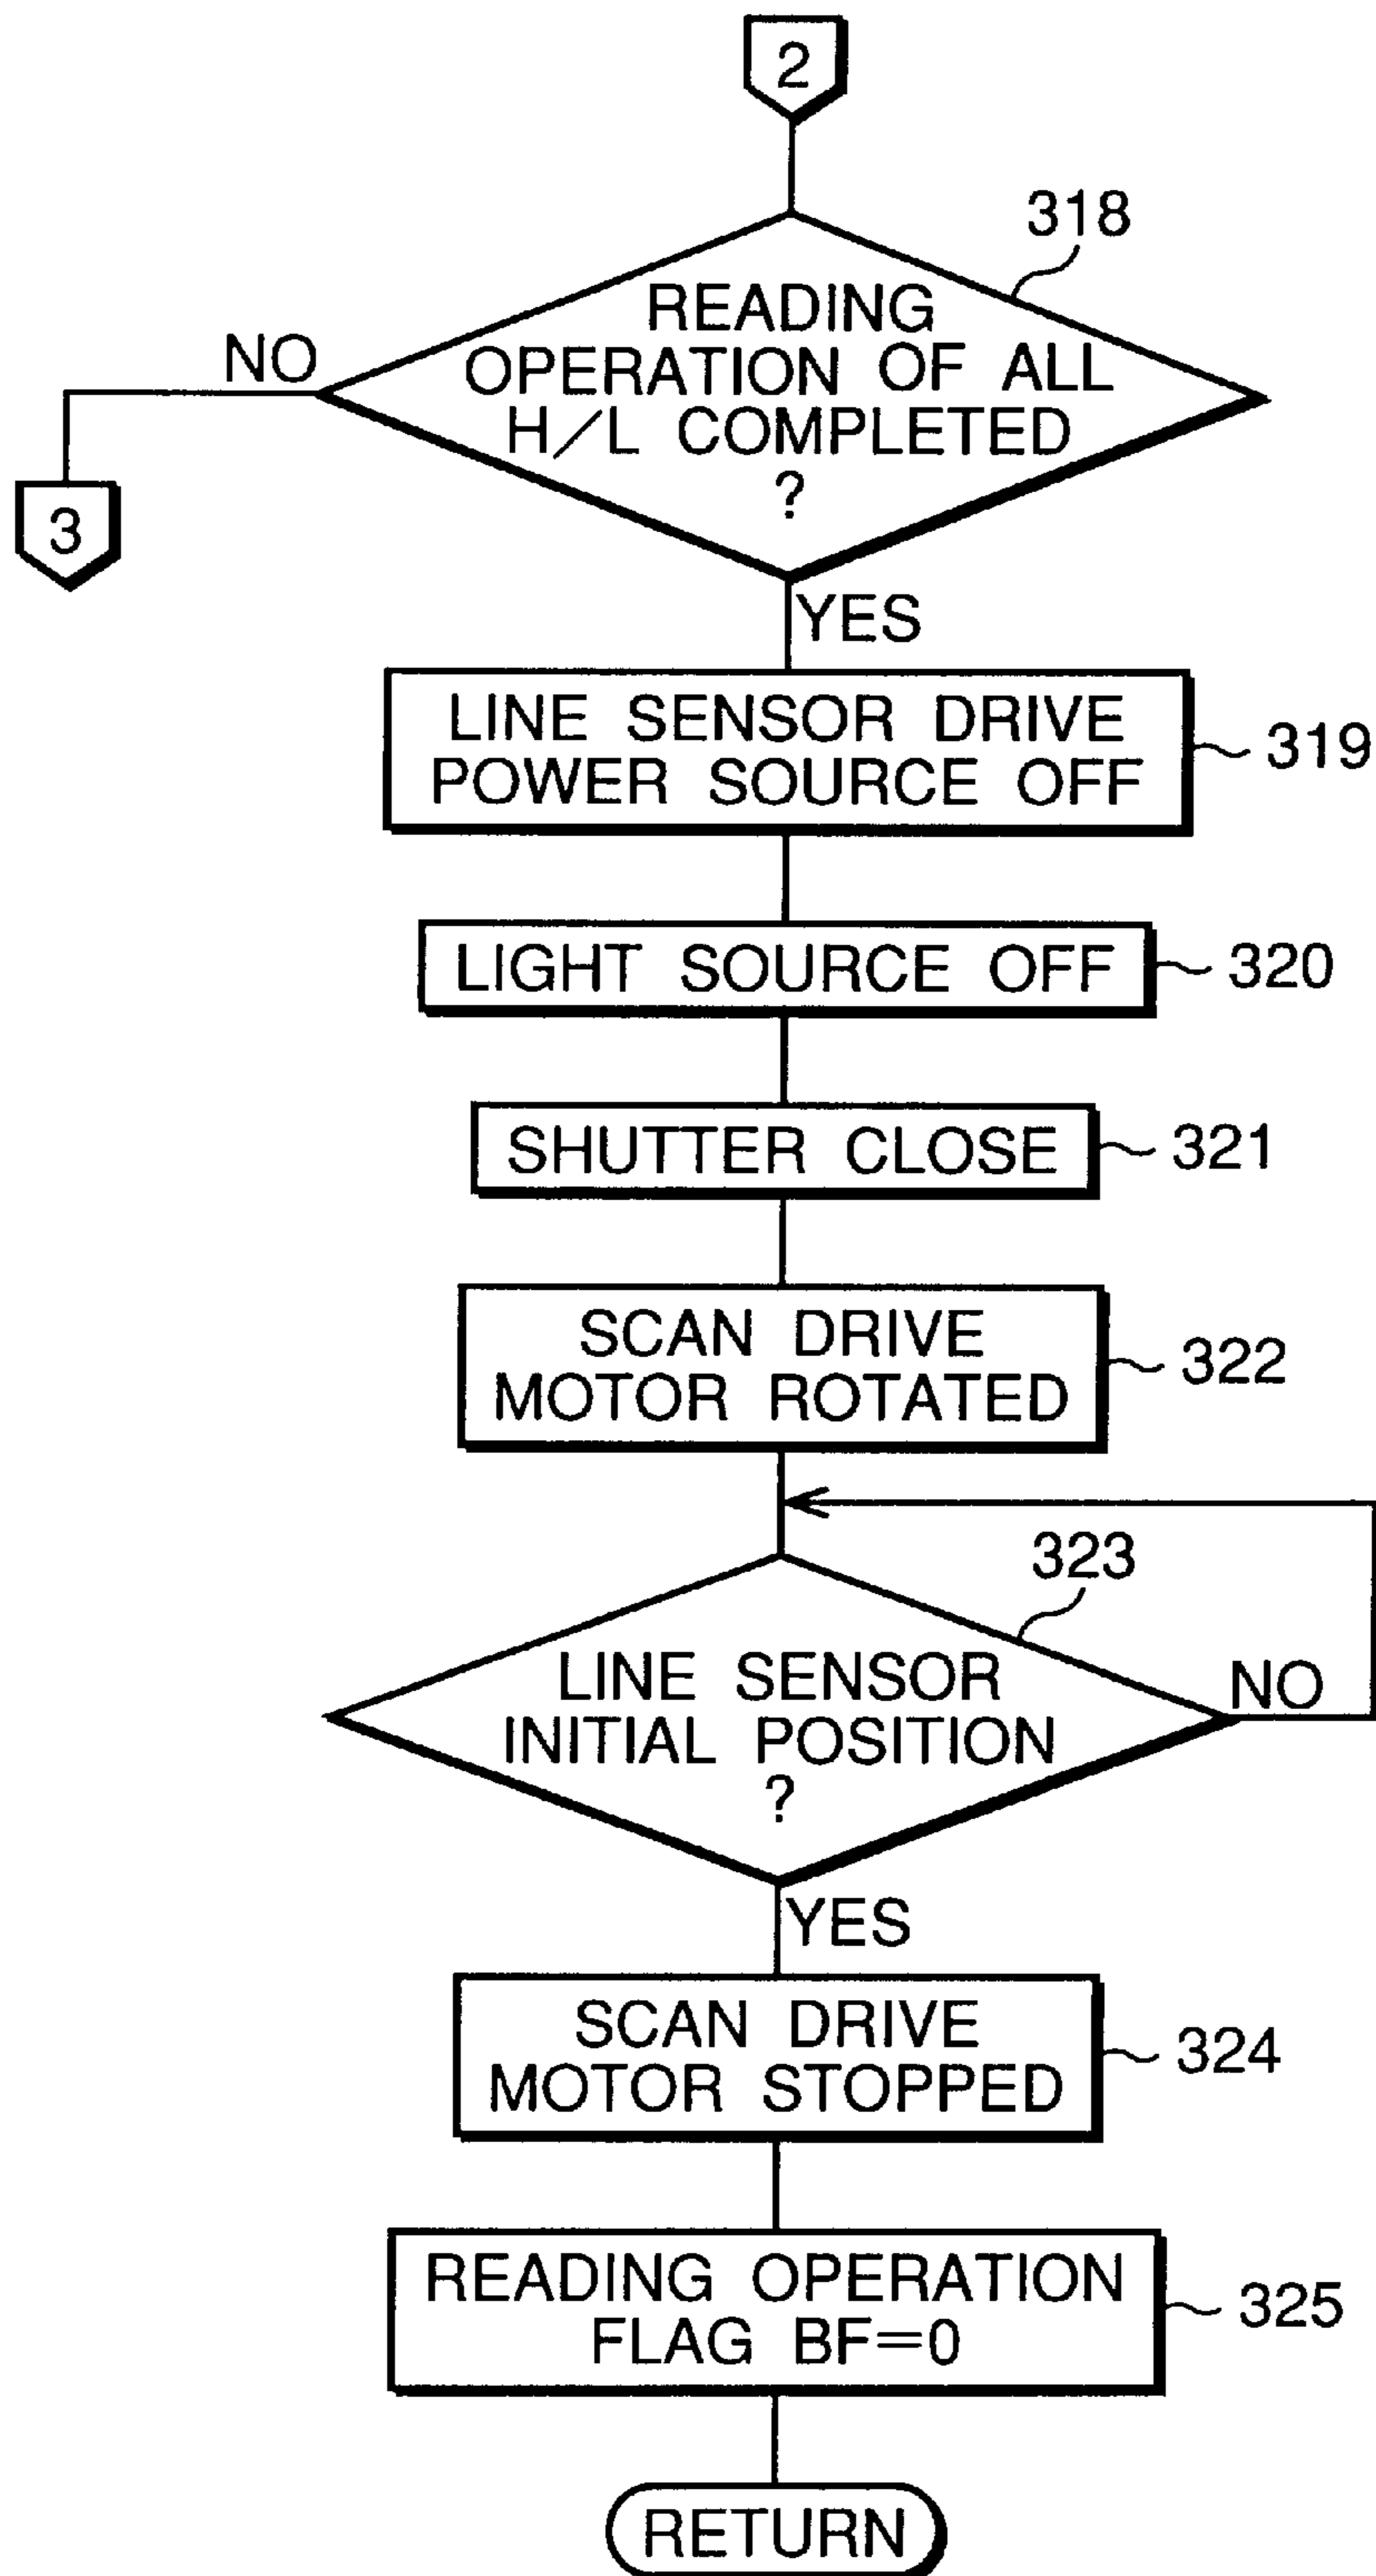 2
318
READING
OPERATION OF ALL
H/L COMPLETED
?
NO
3
YES
LINE SENSOR DRIVE
POWER SOURCE OFF
319
LIGHT SOURCE OFF
320
SHUTTER CLOSE
321
SCAN DRIVE
MOTOR ROTATED
322
323
LINE SENSOR
INITIAL POSITION
?
NO
YES
SCAN DRIVE
MOTOR STOPPED
324
READING OPERATION
FLAG BF=0
325
RETURN